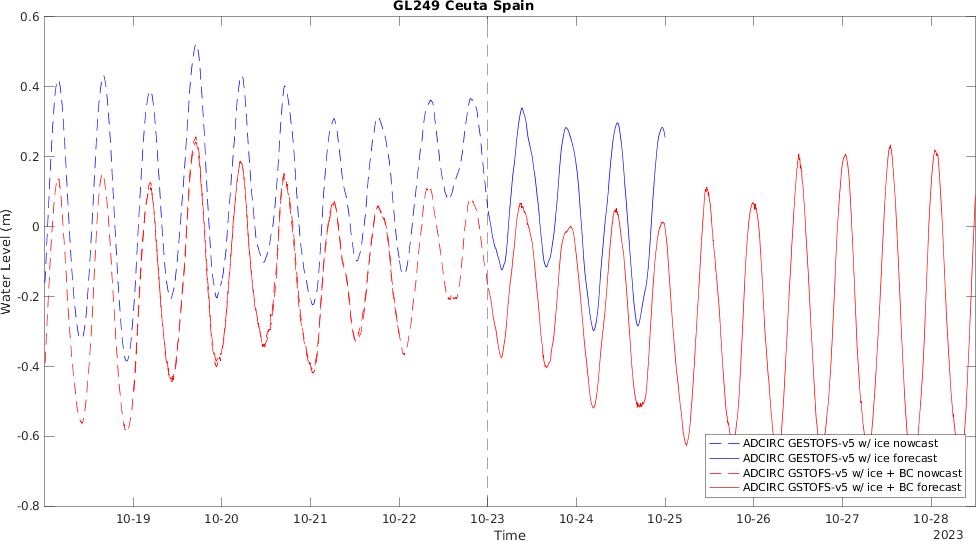 GL249 Ceuta Spain
0.6
0.4
0.2
0
-0.2
-0.4
-0.6
-0.8
Water Level (m)
ADCIRC GESTOFS-v5 w/ ice nowcast
ADCIRC GESTOFS-v5 w/ ice forecast
ADCIRC GSTOFS-v5 w/ ice + BC nowcast
ADCIRC GSTOFS-v5 w/ ice + BC forecast
10-19 10-20 10-21 10-22 10-23 10-24 10-25 10-26 10-27 10-28
Time
2023